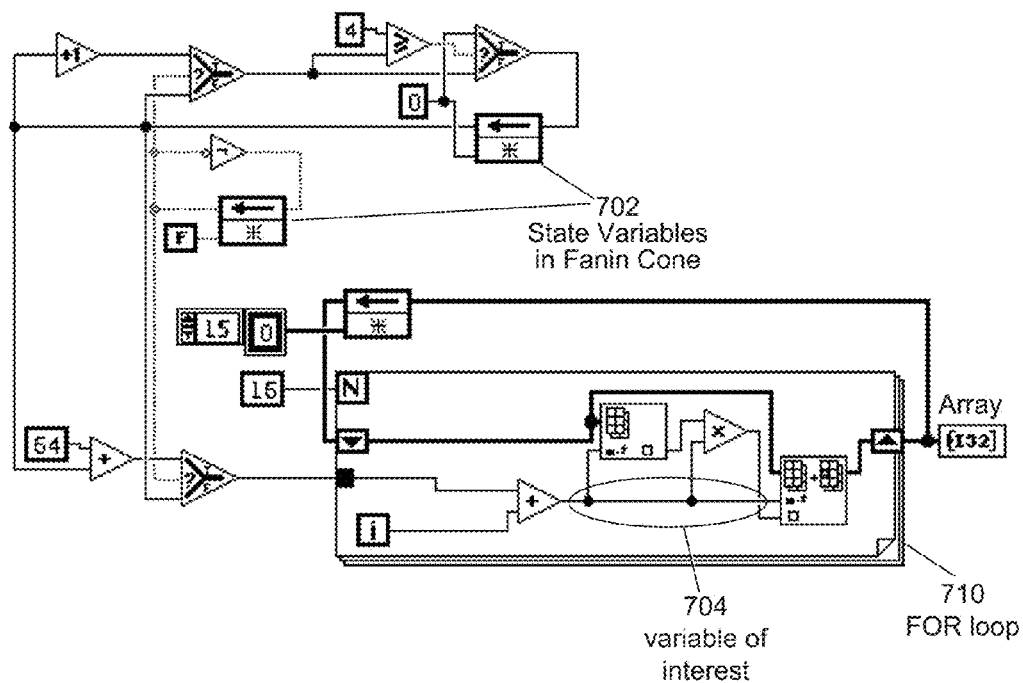 +1
?
4
≥
?
0
F
702
State Variables
in Fanin Cone
15
0
16
N
64
+
?
i
+
x
Array
[I32]
704
variable of
interest
710
FOR loop